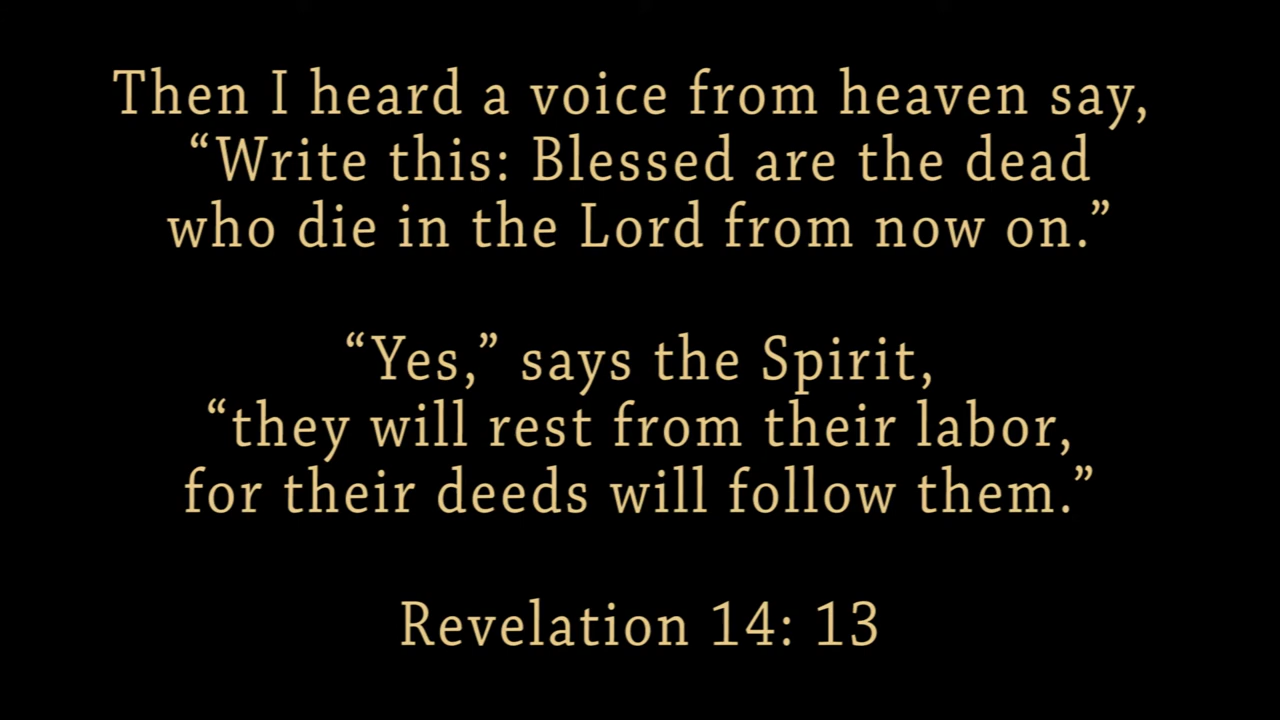 Then I heard a voice from heaven say,
“Write this: Blessed are the dead
who die in the Lord from now on.”
“Yes,” says the Spirit,
“they will rest from their labor,
for their deeds will follow them.”
Revelation 14: 13